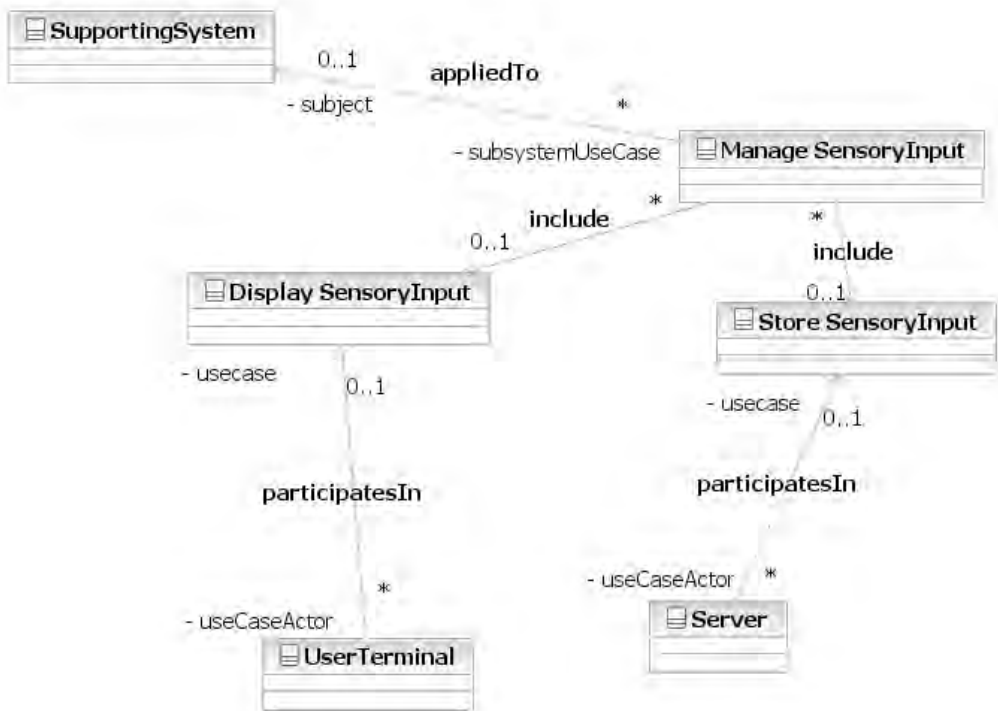 SupportingSystem
0..1
appliedTo
*
- subject
Manage SensoryInput
- subsystemUseCase
*
include
*
0..1
include
Display SensoryInput
0..1
Store SensoryInput
- usecase
0..1
- usecase
0..1
participatesIn
participatesIn
*
- useCaseActor
*
- useCaseActor
Server
UserTerminal